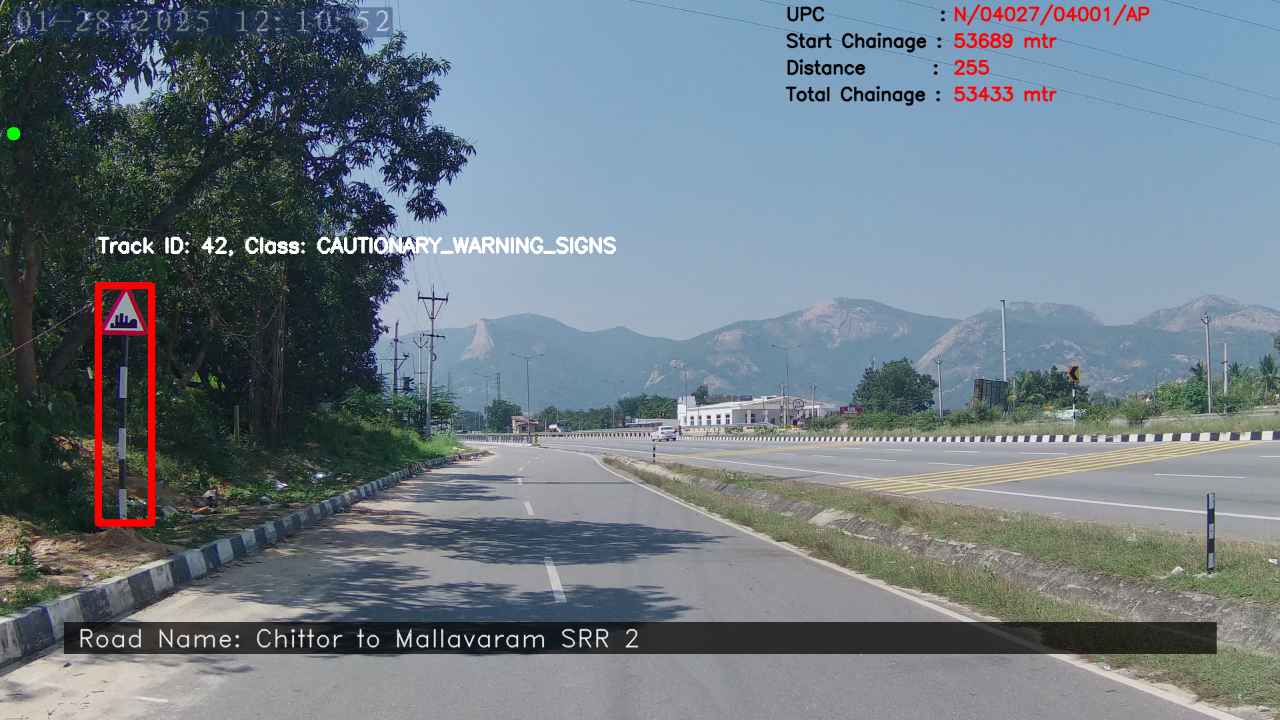 01-28-2025 12:10:52
UPC : N/04027/04001/AP
Start Chainage : 53689 mtr
Distance : 255
Total Chainage : 53433 mtr
Track ID: 42, Class: CAUTIONARY_WARNING_SIGNS
Road Name: Chittor to Mallavaram SRR 2